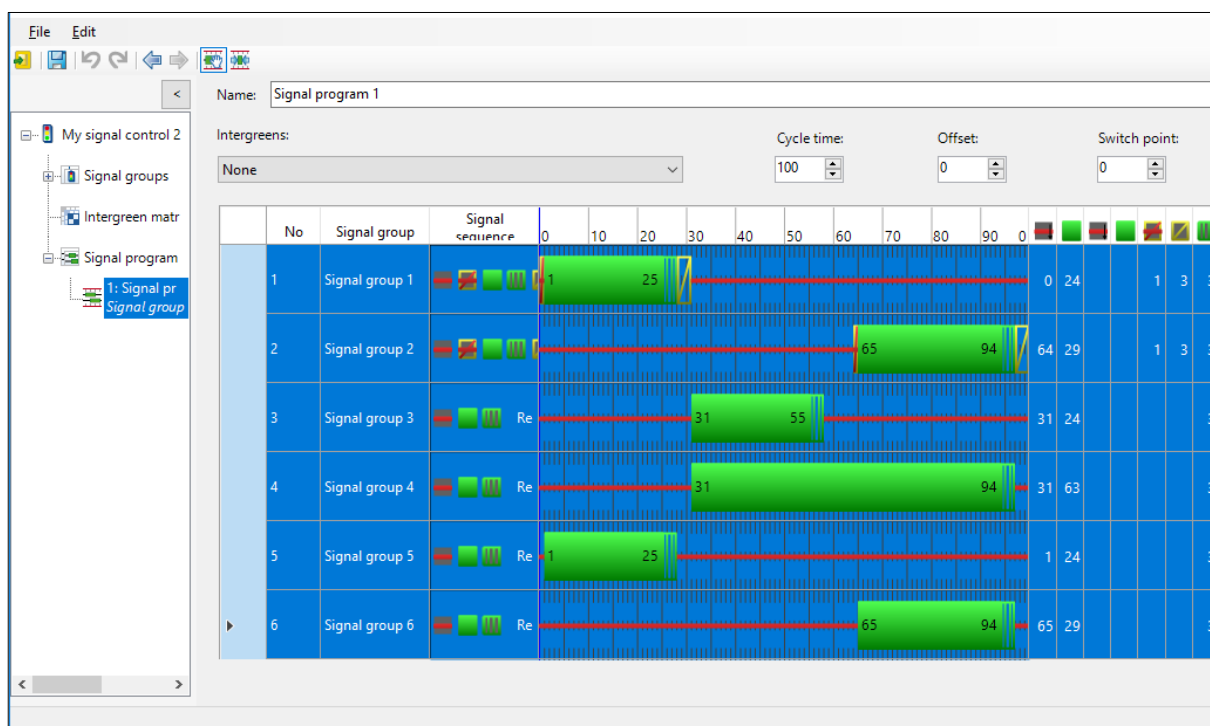 File Edit
<
Name: Signal program 1
My signal control 2
Intergreens:
Cycle time: Offset: Switch point:
None
100 0 0
Signal groups
Intergreen matr
Signal program
1: Signal pr
Signal group
No Signal group Signal
sequence 0 10 20 30 40 50 60 70 80 90 0
1 Signal group 1 1 25 0 24 1 3
2 Signal group 2 65 94 64 29 1 3
3 Signal group 3 Re 31 55 31 24
4 Signal group 4 Re 31 94 31 63
5 Signal group 5 Re 1 25 1 24
6 Signal group 6 Re 65 94 65 29
< >